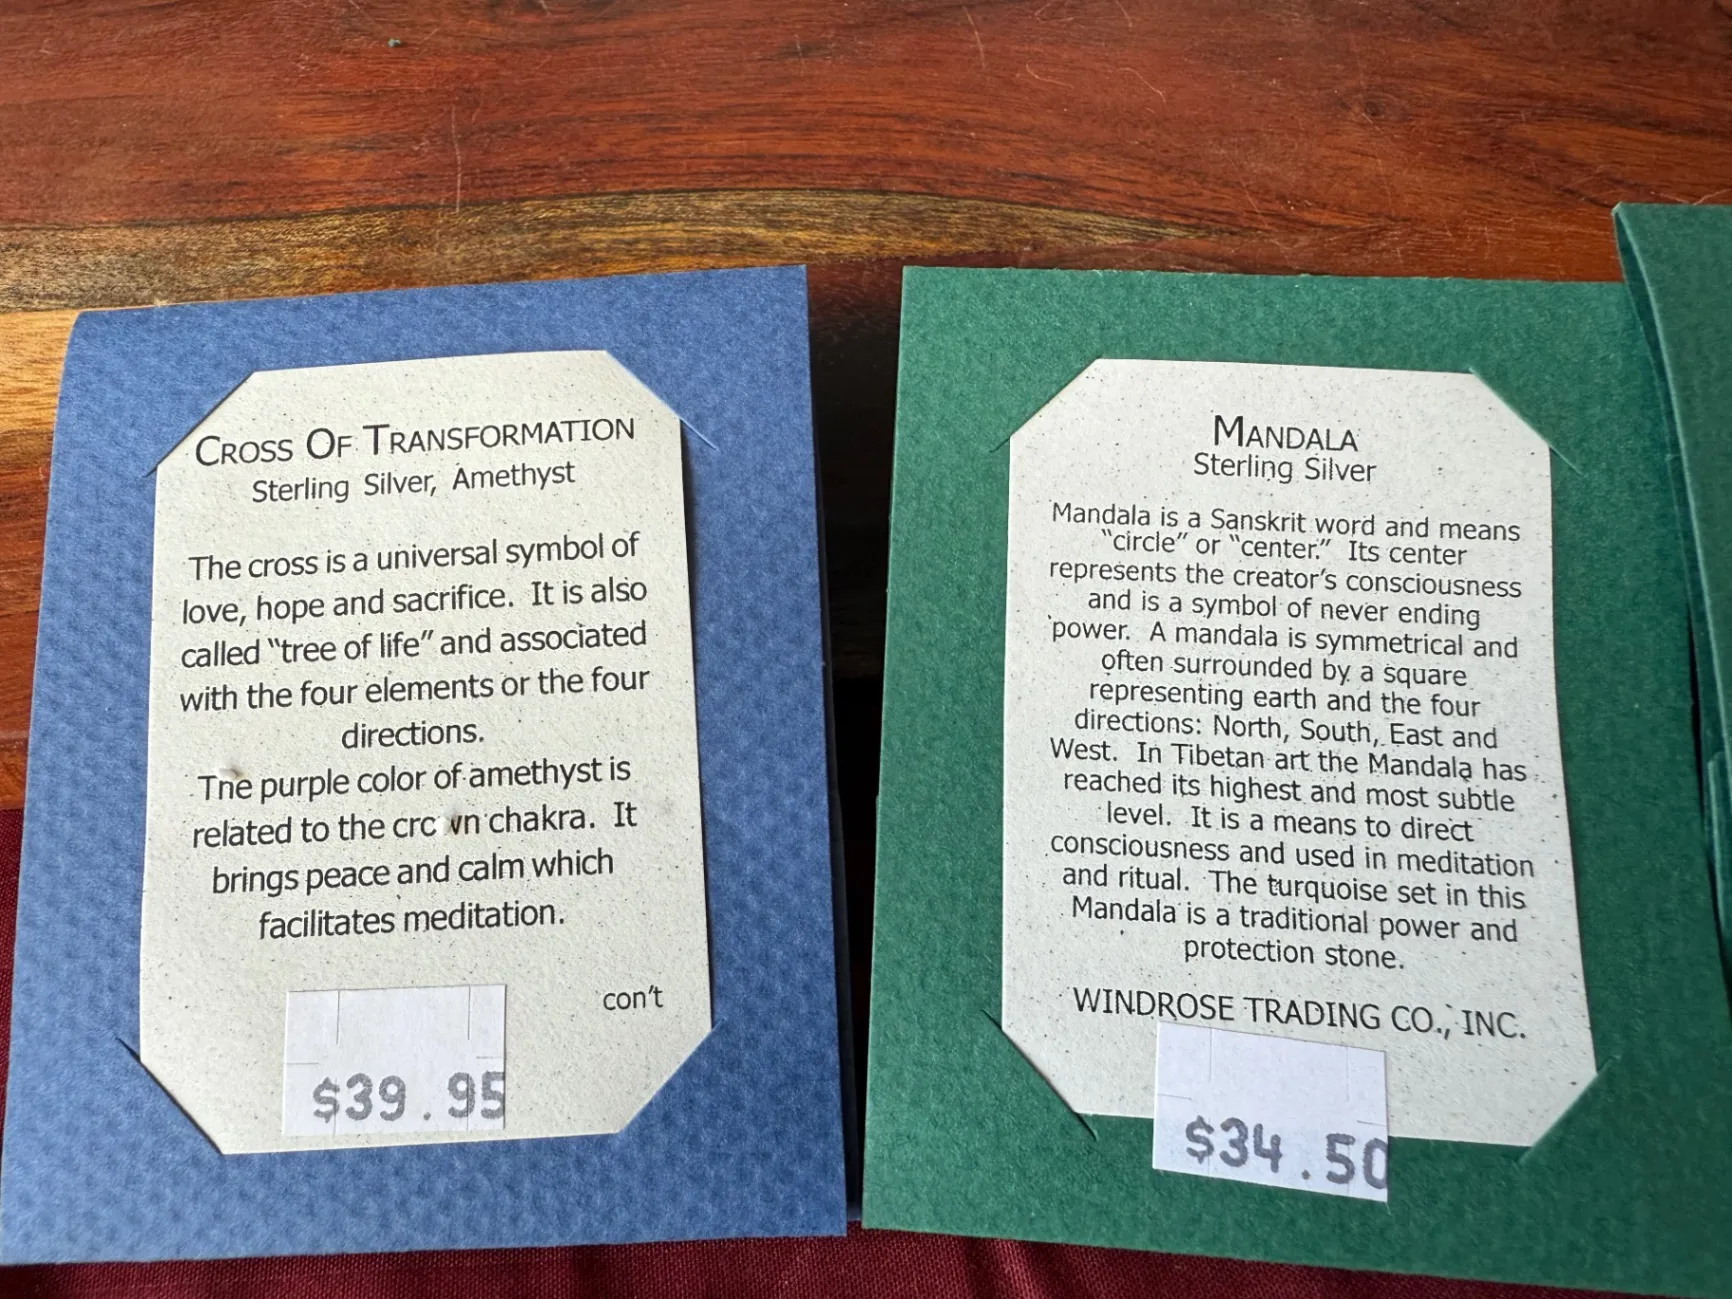 CROSS OF TRANSFORMATION
Sterling Silver, Amethyst
The cross is a universal symbol of
love, hope and sacrifice. It is also
called "tree of life" and associated
with the four elements or the four
directions.
The purple color of amethyst is
related to the crown chakra. It
brings peace and calm which
facilitates meditation.
con't
$39.95
MANDALA
Sterling Silver
Mandala is a Sanskrit word and means
"circle" or "center." Its center
represents the creator's consciousness
and is a symbol of never ending
power. A mandala is symmetrical and
often surrounded by a square
representing earth and the four
directions: North, South, East and
West. In Tibetan art the Mandala has
reached its highest and most subtle
level. It is a means to direct
consciousness and used in meditation
and ritual. The turquoise set in this
Mandala is a traditional power and
protection stone.
WINDROSE TRADING CO., INC.
$34.50